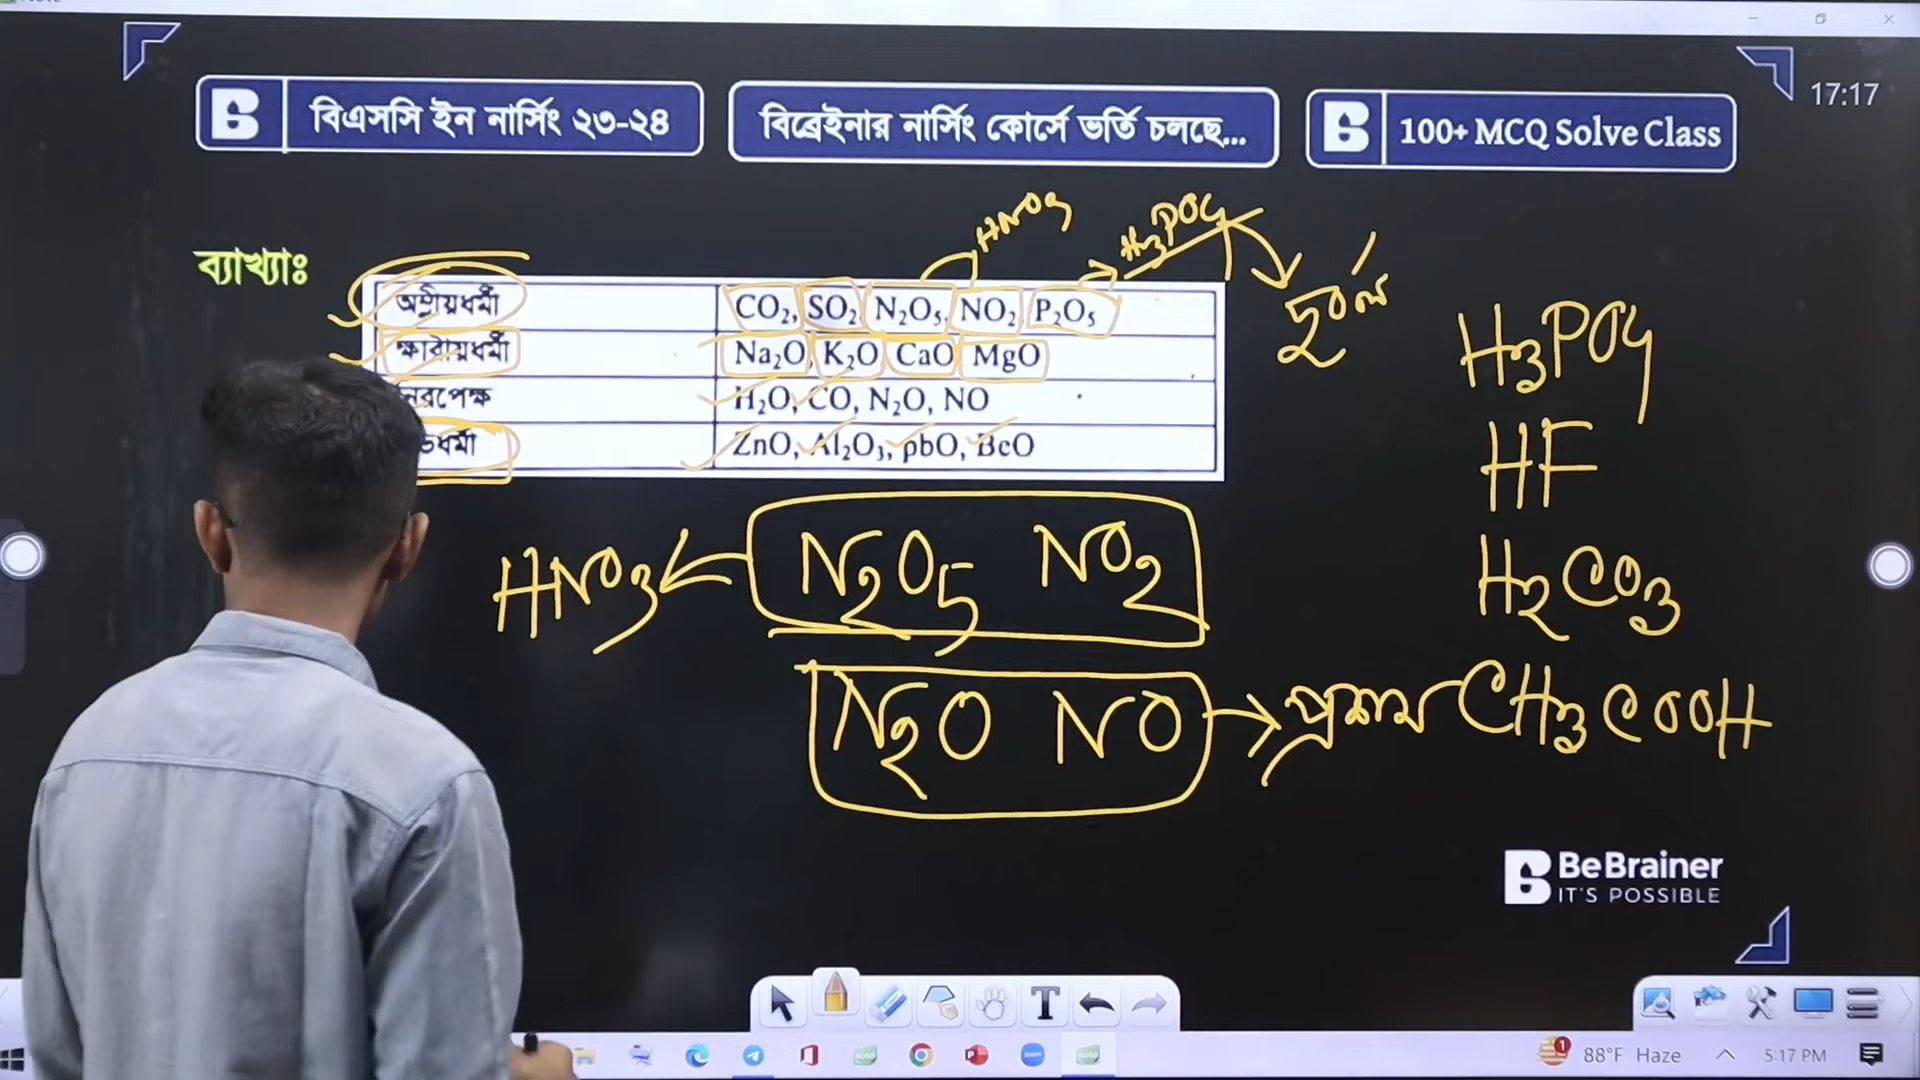 বিএসসি ইন নার্সিং ২৩-২৪
বিব্রেইনার নার্সিং কোর্সে ভর্তি চলছে...
100+ MCQ Solve Class
17:17
HNO3
H3PO4
ব্যাখ্যাঃ
অম্লীয়ধর্মী CO2, SO2, N2O5, NO2, P2O5
ক্ষারীয়ধর্মী Na2O, K2O, CaO, MgO
H2O, CO, N2O, NO
ZnO, Al2O3, pbO, BeO
H3PO4
HF
H2CO3
CH3COOH
HNO3
N2O5 NO2
N2O NO
প্রশম
BeBrainer
IT'S POSSIBLE
88°F Haze
5:17 PM